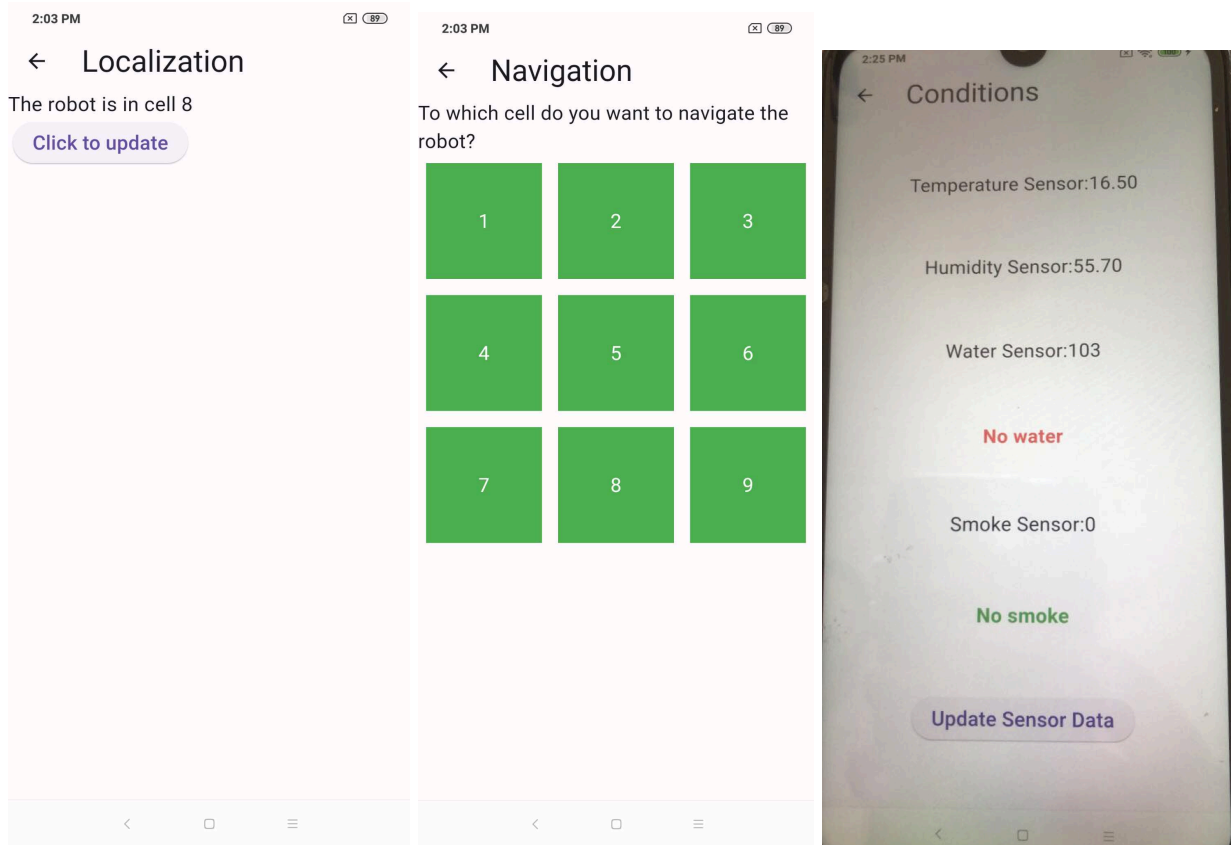 2:03 PM
89
Localization
The robot is in cell 8
Click to update
2:03 PM
89
Navigation
To which cell do you want to navigate the
robot?
1 2 3
4 5 6
7 8 9
2:25 PM
Conditions
Temperature Sensor:16.50
Humidity Sensor:55.70
Water Sensor:103
No water
Smoke Sensor:0
No smoke
Update Sensor Data